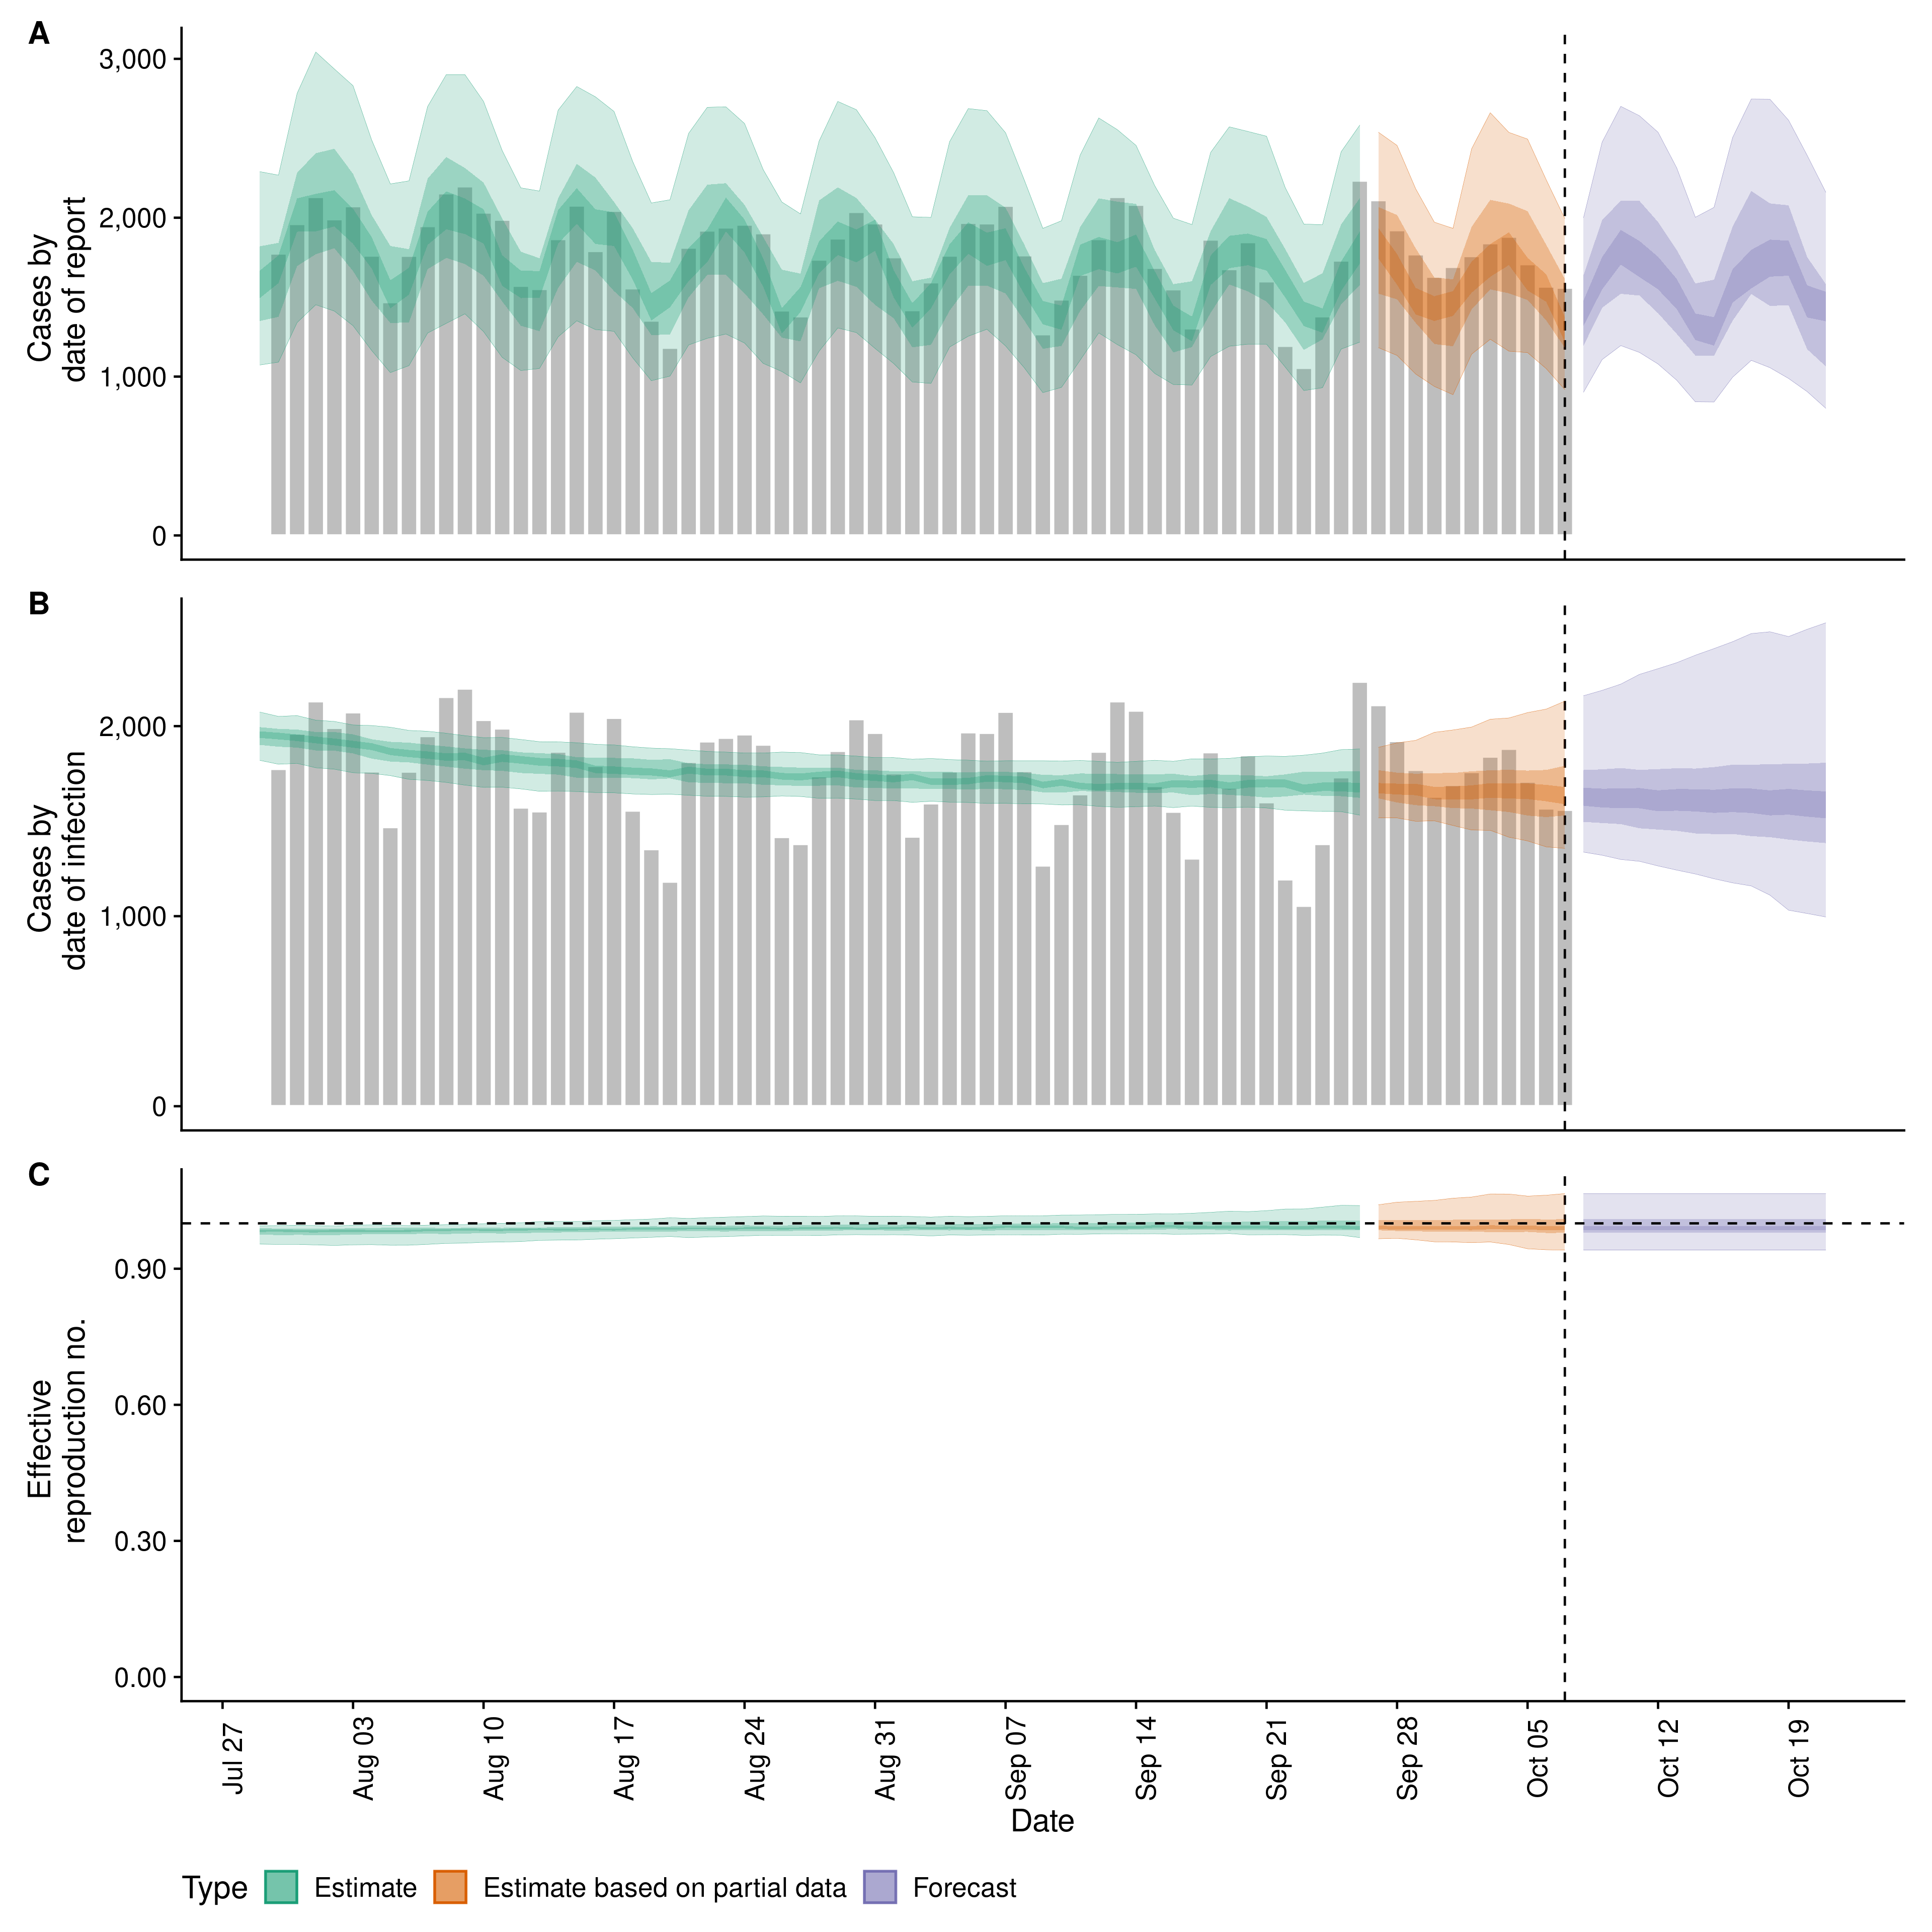 A
Cases by
date of report
3,000
2,000
1,000
0
B
Cases by
date of infection
2,000
1,000
0
C
Effective
reproduction no.
0.90
0.60
0.30
0.00
Jul 27
Aug 03
Aug 10
Aug 17
Aug 24
Aug 31
Sep 07
Sep 14
Sep 21
Sep 28
Oct 05
Oct 12
Oct 19
Date
Type Estimate Estimate based on partial data Forecast